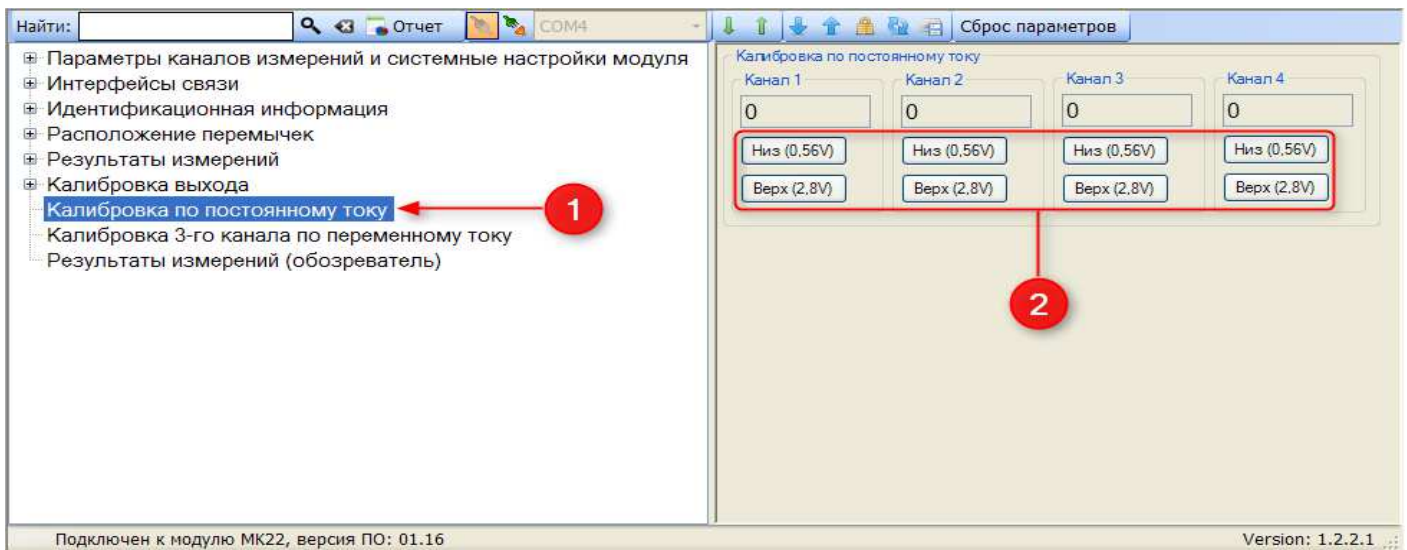 Найти: Отчет COM4 Сброс параметров
Параметры каналов измерений и системные настройки модуля
Интерфейсы связи
Идентификационная информация
Расположение перемычек
Результаты измерений
Калибровка выхода
Калибровка по постоянному току
1
Калибровка 3-го канала по переменному току
Результаты измерений (обозреватель)
Калибровка по постоянному току
Канал 1 Канал 2 Канал 3 Канал 4
0 0 0 0
Низ (0,56V) Низ (0,56V) Низ (0,56V) Низ (0,56V)
Верх (2,8V) Верх (2,8V) Верх (2,8V) Верх (2,8V)
2
Подключен к модулю МК22, версия ПО: 01.16 Version: 1.2.2.1